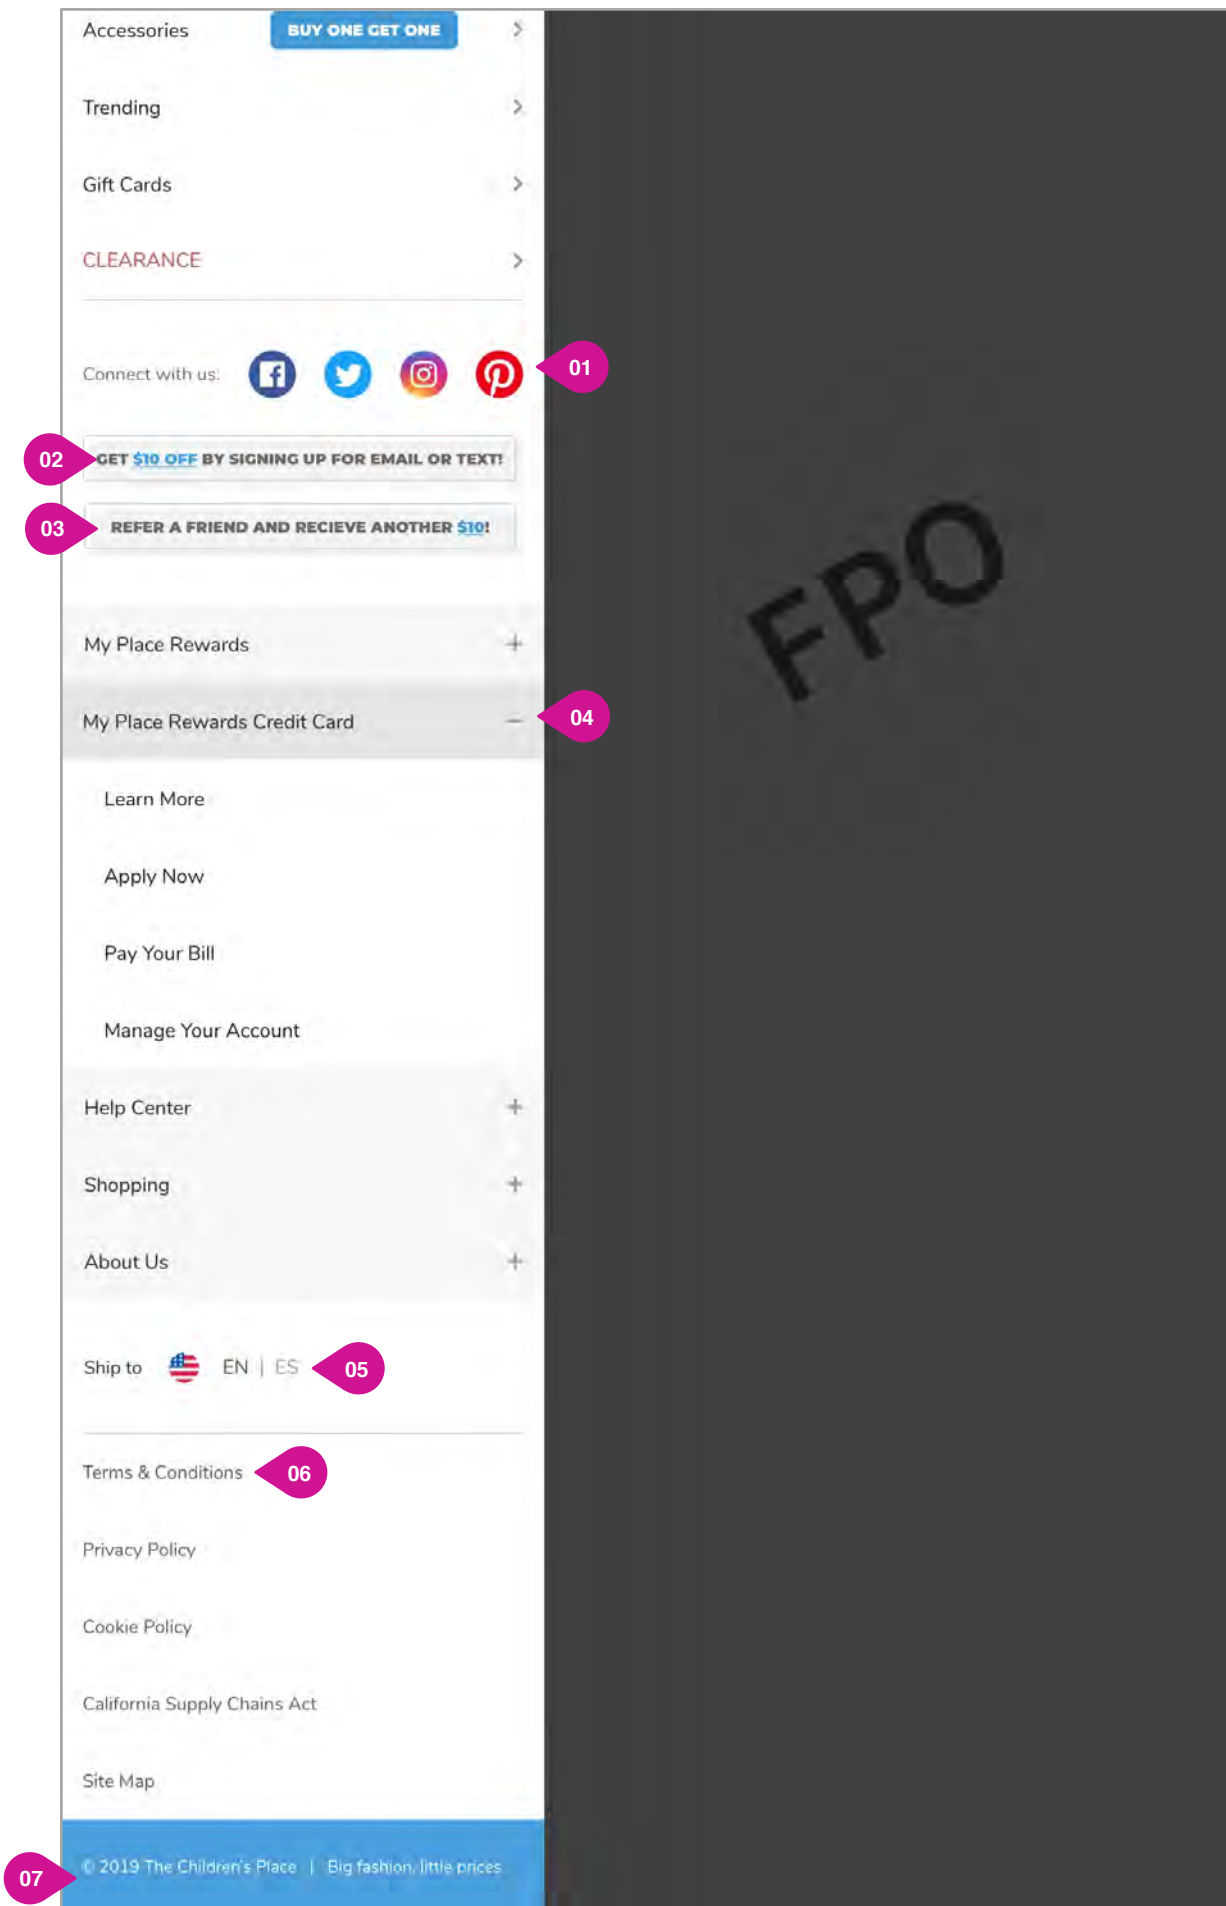 Accessories BUY ONE GET ONE >
Trending >
Gift Cards >
CLEARANCE >
Connect with us: 01
02 GET $10 OFF BY SIGNING UP FOR EMAIL OR TEXT!
03 REFER A FRIEND AND RECIEVE ANOTHER $10!
FPO
My Place Rewards +
My Place Rewards Credit Card − 04
Learn More
Apply Now
Pay Your Bill
Manage Your Account
Help Center +
Shopping +
About Us +
Ship to EN | ES 05
Terms & Conditions 06
Privacy Policy
Cookie Policy
California Supply Chains Act
Site Map
07 © 2019 The Children's Place | Big fashion, little prices